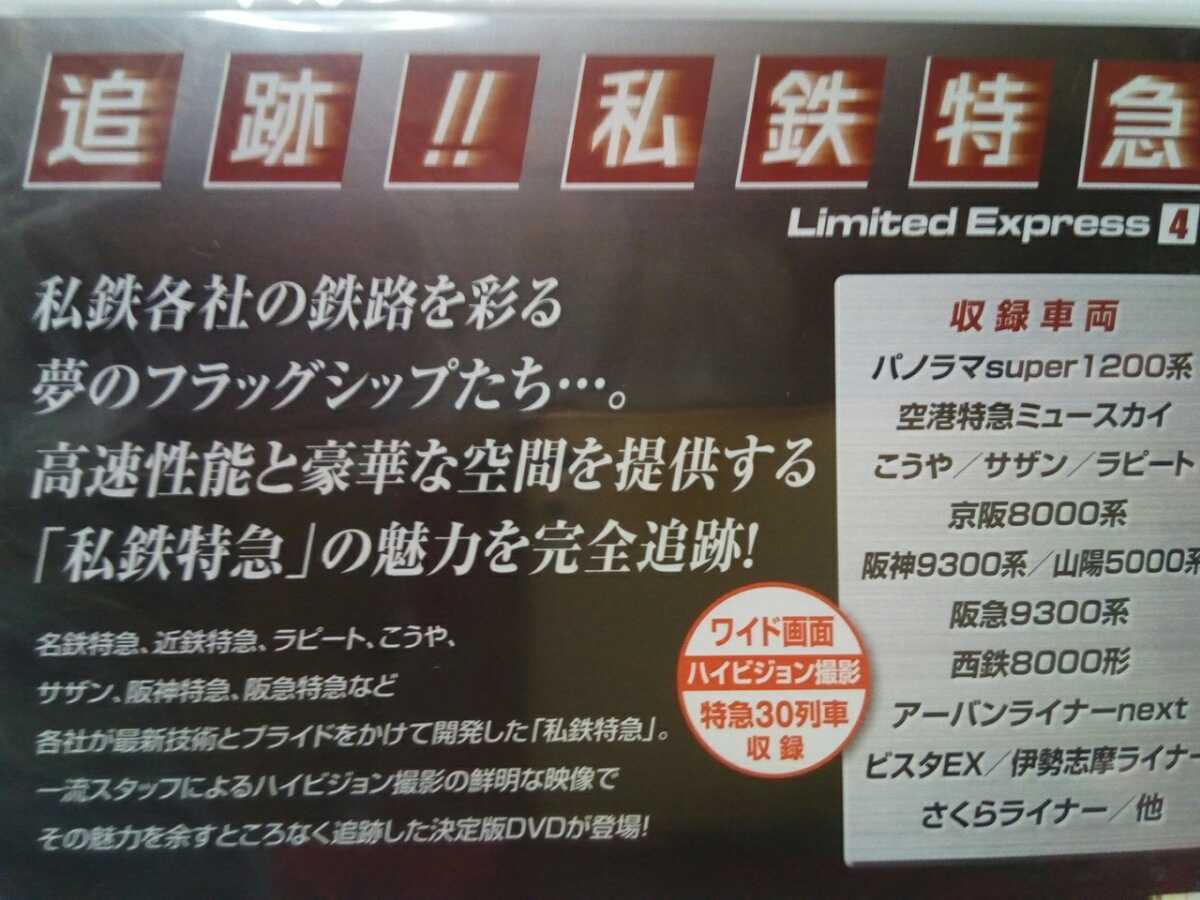 追跡!!私鉄特急
Limited Express 4
私鉄各社の鉄路を彩る
夢のフラッグシップたち…。
高速性能と豪華な空間を提供する
「私鉄特急」の魅力を完全追跡!
名鉄特急、近鉄特急、ラピート、こうや、
サザン、阪神特急、阪急特急など
各社が最新技術とプライドをかけて開発した「私鉄特急」。
一流スタッフによるハイビジョン撮影の鮮明な映像で
その魅力を余すところなく追跡した決定版DVDが登場!
ワイド画面
ハイビジョン撮影
特急30列車
収録
収録車両
パノラマsuper1200系
空港特急ミュースカイ
こうや/サザン/ラピート
京阪8000系
阪神9300系/山陽5000系
阪急9300系
西鉄8000形
アーバンライナーnext
ビスタEX/伊勢志摩ライナー
さくらライナー/他